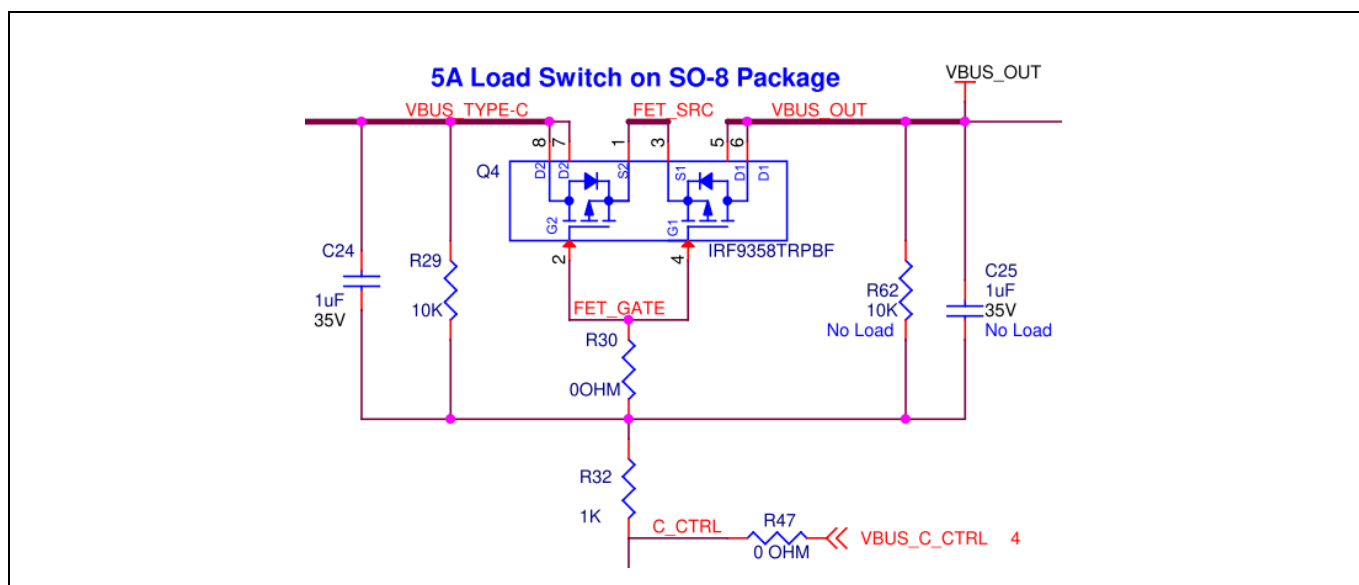 5A Load Switch on SO-8 Package
VBUS_OUT
VBUS_TYPE-C
FET_SRC
VBUS_OUT
8
7
1
3
5
6
Q4
D2
D2
S2
S1
D1
D1
G2
G1
IRF9358TRPBF
2
4
C24
1uF
35V
R29
10K
FET_GATE
R30
0OHM
R62
10K
No Load
C25
1uF
35V
No Load
R32
1K
C_CTRL
R47
0 OHM
VBUS_C_CTRL 4